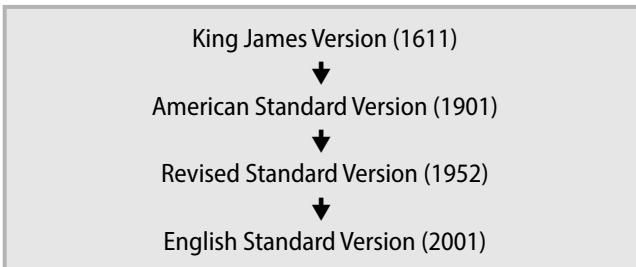 King James Version (1611)
American Standard Version (1901)
Revised Standard Version (1952)
English Standard Version (2001)